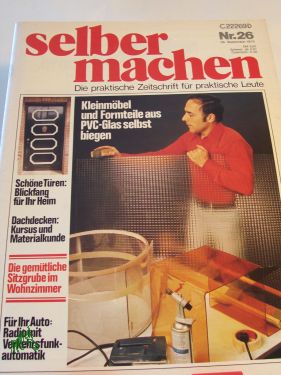 C22269D
selber
machen
Nr.26
Die praktische Zeitschrift für praktische Leute
Kleinmöbel
und Formteile aus
PVC-Glas selbst
biegen
Schöne Türen:
Blickfang
für Ihr Heim
Dachdecken:
Kursus und
Materialkunde
Die gemütliche
Sitzgrube im
Wohnzimmer
Für Ihr Auto:
Radio mit
Verkehrsfunk-
automatik